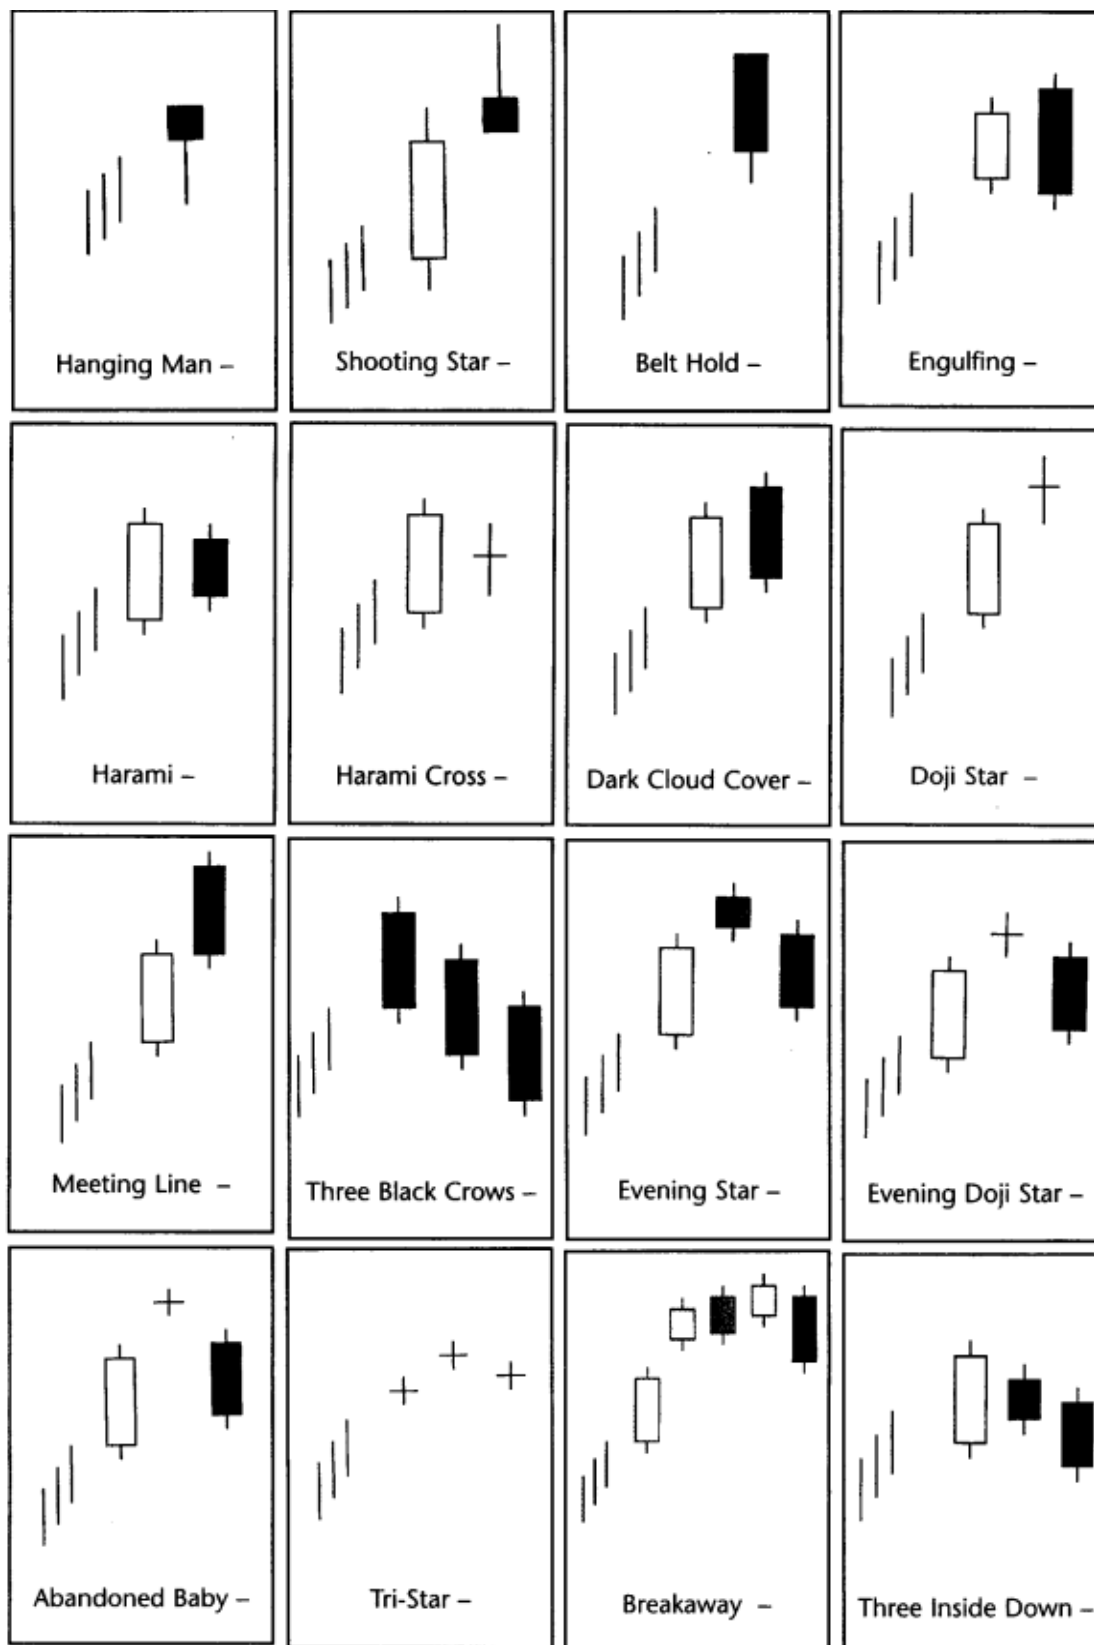 Hanging Man –
Shooting Star –
Belt Hold –
Engulfing –
Harami –
Harami Cross –
Dark Cloud Cover –
Doji Star –
Meeting Line –
Three Black Crows –
Evening Star –
Evening Doji Star –
Abandoned Baby –
Tri-Star –
Breakaway –
Three Inside Down –